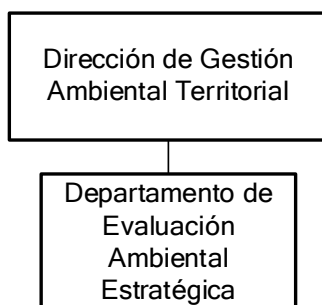 Dirección de Gestión
Ambiental Territorial
Departamento de
Evaluación
Ambiental
Estratégica